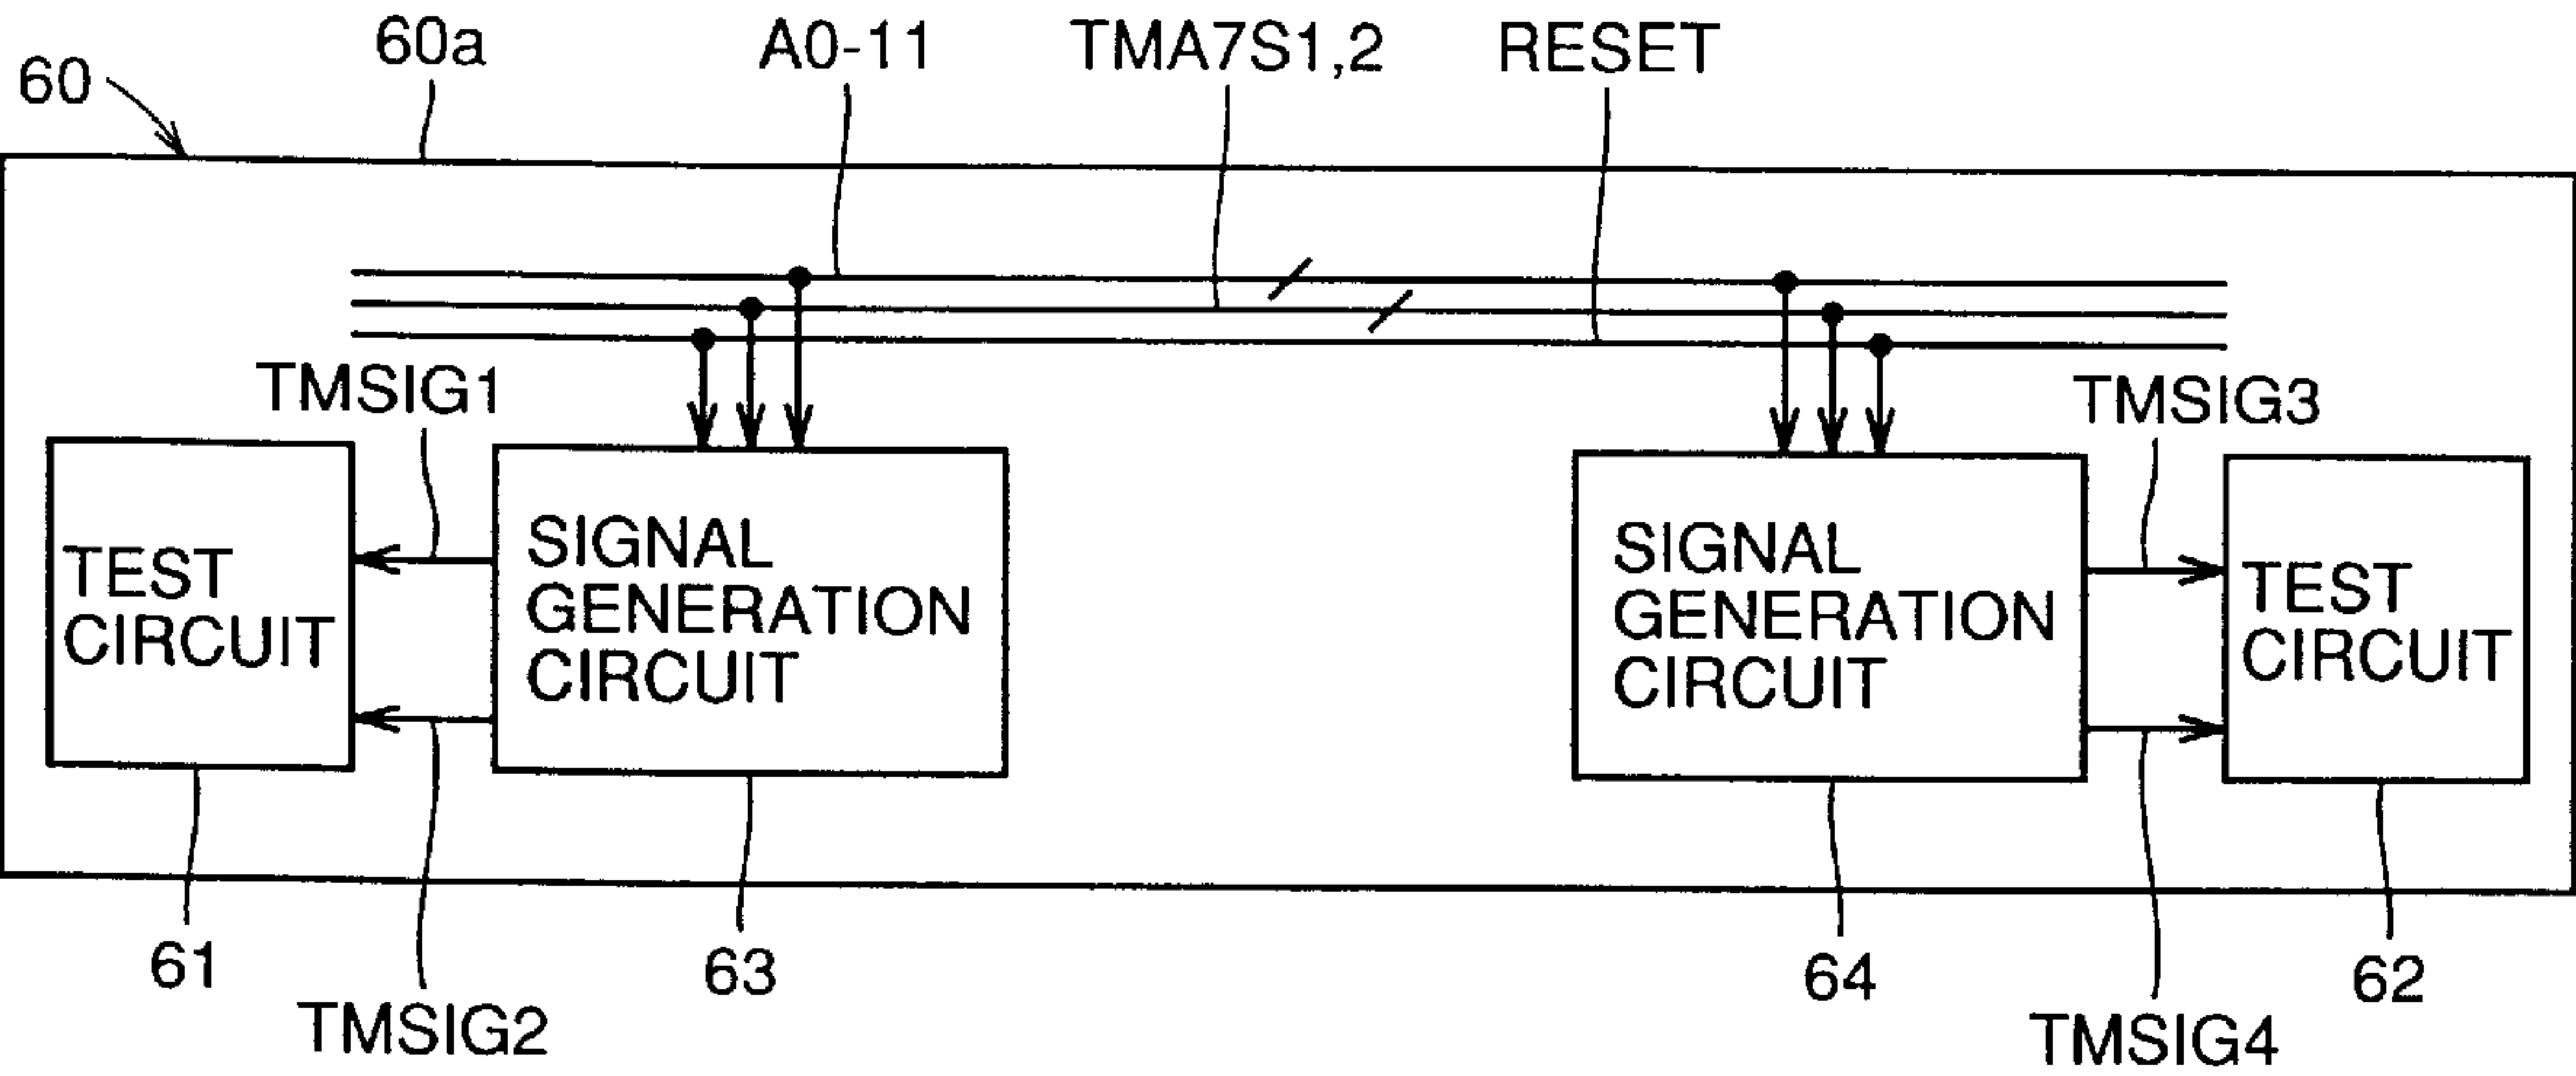 60
60a
A0-11
TMA7S1,2
RESET
TMSIG1
TMSIG3
TEST
CIRCUIT
SIGNAL
GENERATION
CIRCUIT
SIGNAL
GENERATION
CIRCUIT
TEST
CIRCUIT
61
TMSIG2
63
64
TMSIG4
62